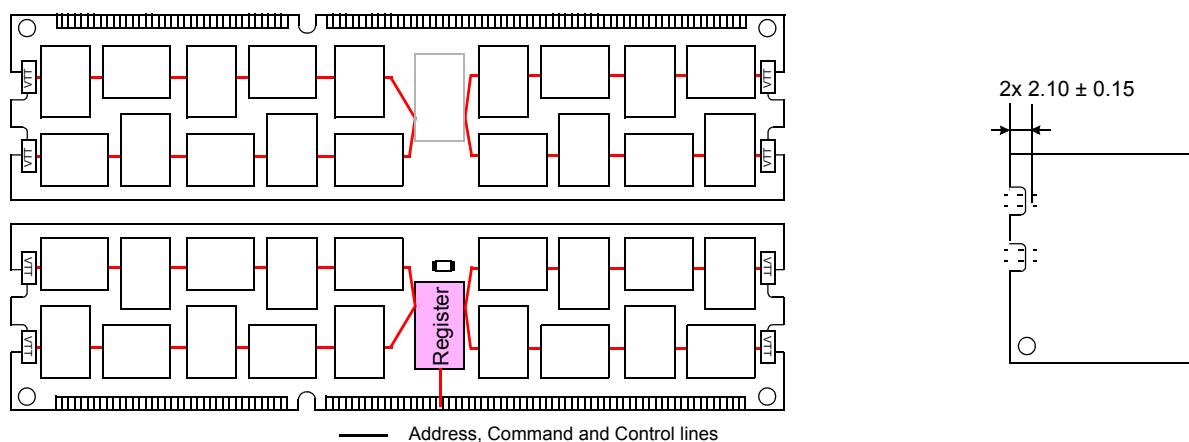 VTT
VTT
VTT
VTT
2x 2.10 ± 0.15
VTT
VTT
Register
VTT
VTT
Address, Command and Control lines